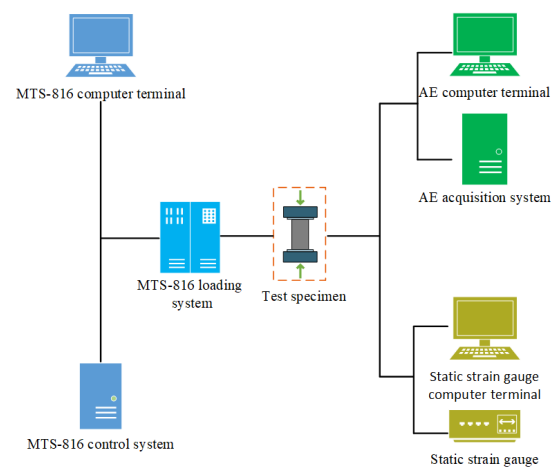 MTS-816 computer terminal
AE computer terminal
AE acquisition system
MTS-816 loading
system
Test specimen
Static strain gauge
computer terminal
MTS-816 control system
Static strain gauge